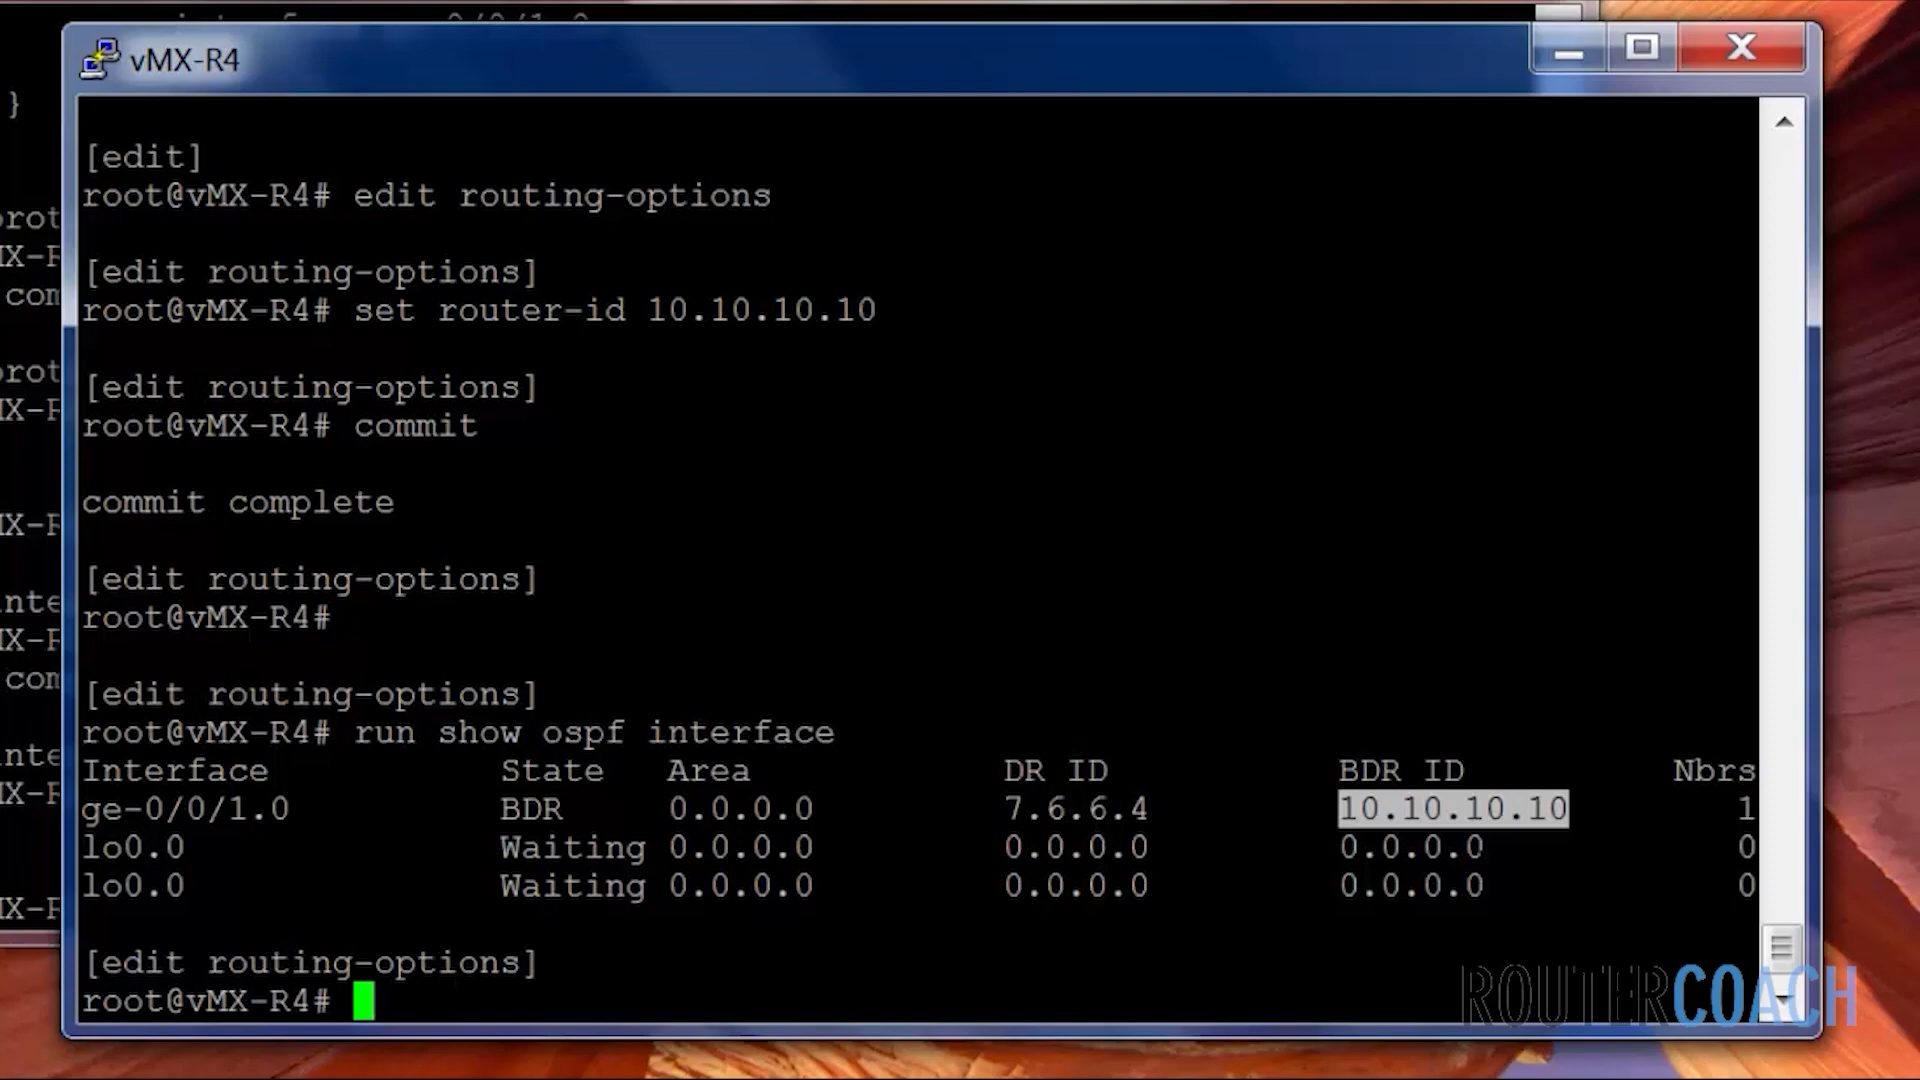 vMX-R4
}
[edit]
root@vMX-R4# edit routing-options
[edit routing-options]
root@vMX-R4# set router-id 10.10.10.10
[edit routing-options]
root@vMX-R4# commit
commit complete
[edit routing-options]
root@vMX-R4#
[edit routing-options]
root@vMX-R4# run show ospf interface
Interface State Area DR ID BDR ID Nbrs
ge-0/0/1.0 BDR 0.0.0.0 7.6.6.4 10.10.10.10 1
lo0.0 Waiting 0.0.0.0 0.0.0.0 0.0.0.0 0
lo0.0 Waiting 0.0.0.0 0.0.0.0 0.0.0.0 0
[edit routing-options]
root@vMX-R4#
ROUTERCOACH